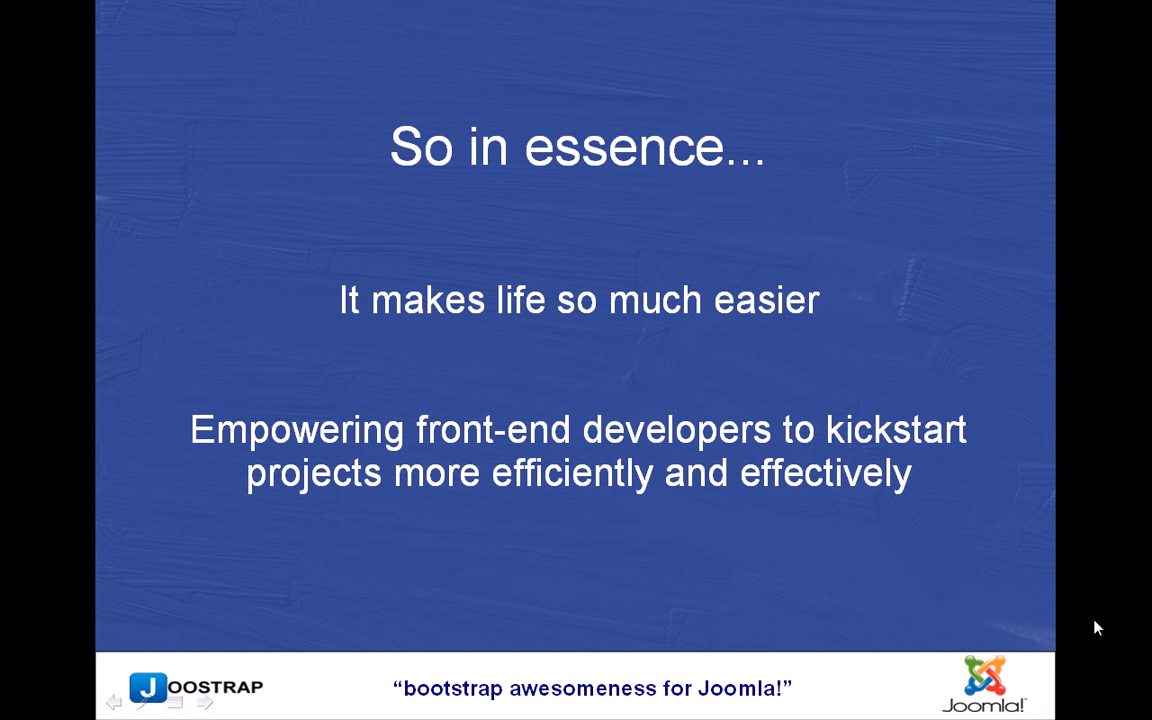 So in essence...
It makes life so much easier
Empowering front-end developers to kickstart
projects more efficiently and effectively
JOOSTRAP
“bootstrap awesomeness for Joomla!”
Joomla!